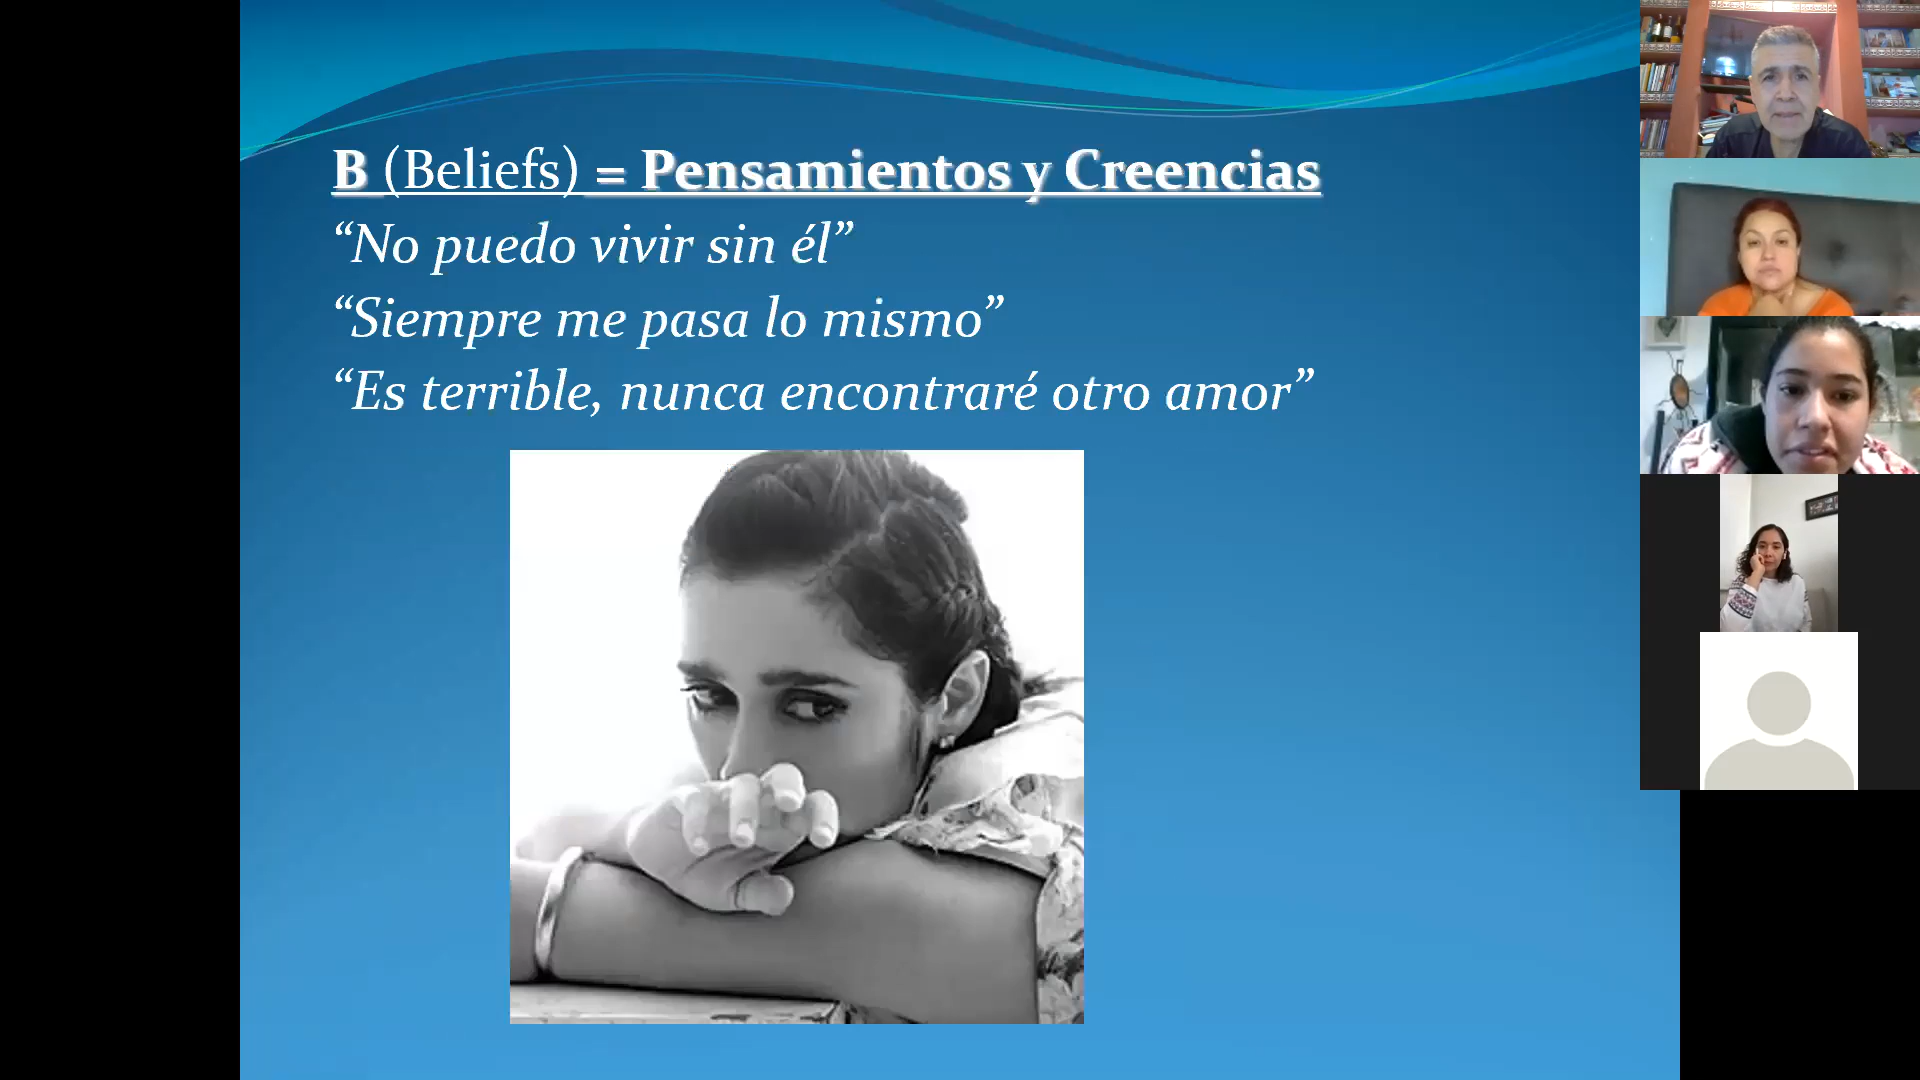 B (Beliefs) = Pensamientos y Creencias
“No puedo vivir sin él”
“Siempre me pasa lo mismo”
“Es terrible, nunca encontraré otro amor”